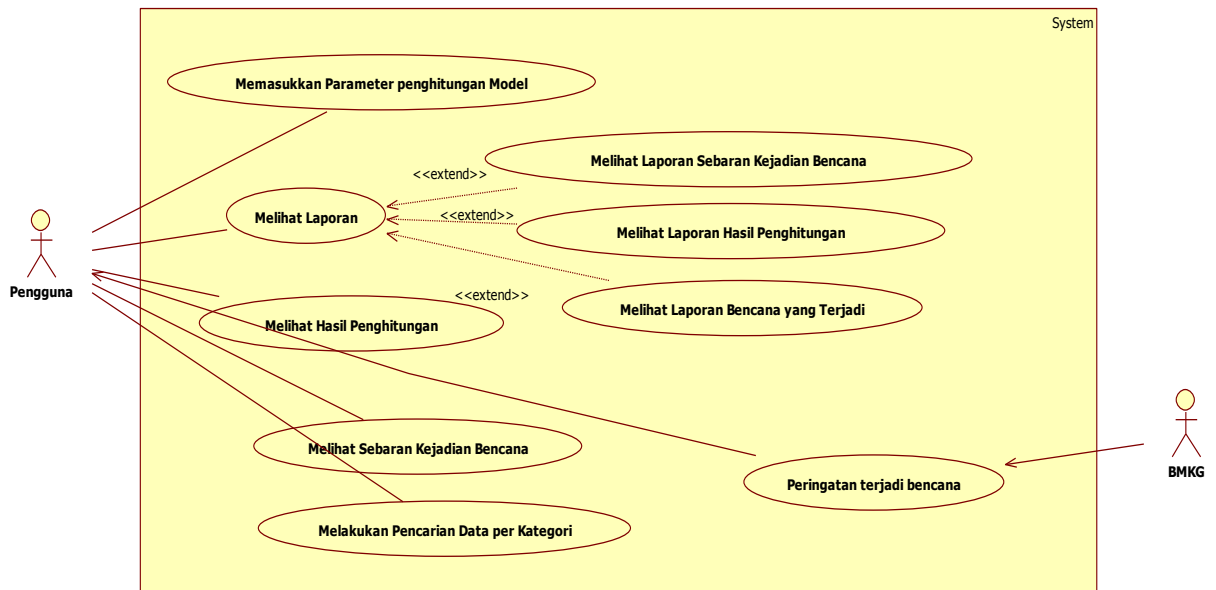 System
Memasukkan Parameter penghitungan Model
Melihat Laporan Sebaran Kejadian Bencana
<<extend>>
Melihat Laporan
<<extend>>
Melihat Laporan Hasil Penghitungan
Pengguna
<<extend>>
Melihat Laporan Bencana yang Terjadi
Melihat Hasil Penghitungan
Melihat Sebaran Kejadian Bencana
Peringatan terjadi bencana
BMKG
Melakukan Pencarian Data per Kategori